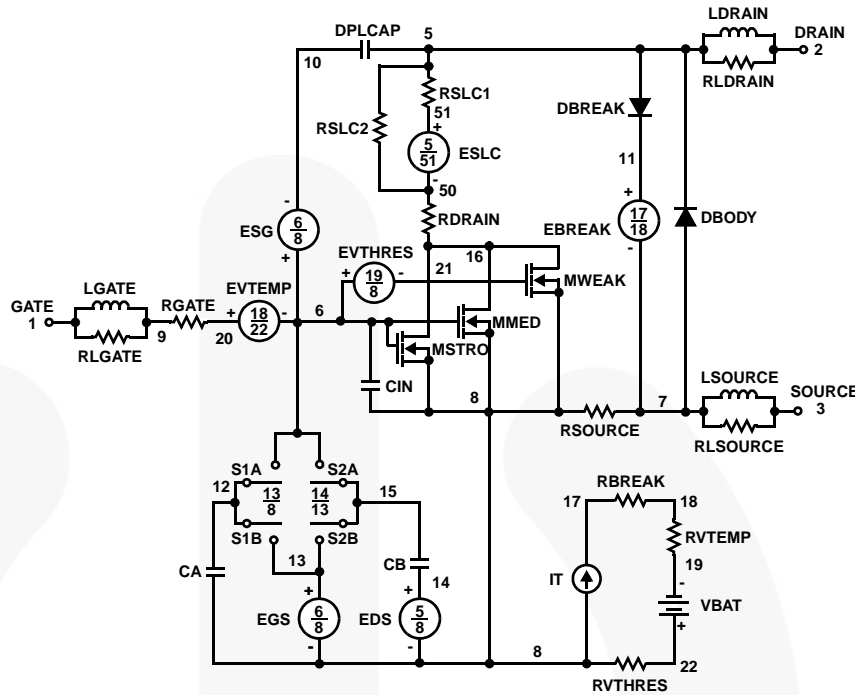 LDRAIN
DPLCAP 5 DRAIN
10 2
RLDRAIN
RSLC1
DBREAK
51
RSLC2 +
5
51
ESLC
11
-
50
-
+
RDRAIN
6
8
17
18
DBODY
ESG EBREAK
EVTHRES 16
+
-
+
19
8
-
21
MWEAK
LGATE EVTEMP
GATE RGATE +
18
22
-
6
1 MMED
9 20
RLGATE MSTRO
LSOURCE
CIN 8 7 SOURCE
3
RSOURCE
RLSOURCE
S1A S2A
12
13
8
14
13
15
RBREAK
17 18
S1B S2B
RVTEMP
13
CA CB
19
+ + 14 IT
-
6
8
5
8
VBAT
EGS EDS
+
- -
8
22
RVTHRES